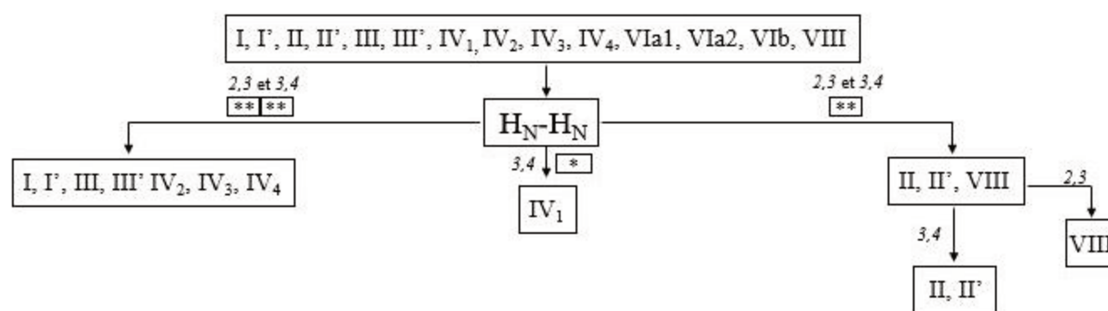 I, I’, II, II’, III, III’, IV₁, IV₂, IV₃, IV₄, VIa1, VIa2, VIb, VIII
2,3 et 3,4
** **
2,3 et 3,4
**
H_N-H_N
3,4 *
I, I’, III, III’ IV₂, IV₃, IV₄
IV₁
II, II’, VIII
2,3
3,4
VIII
II, II’